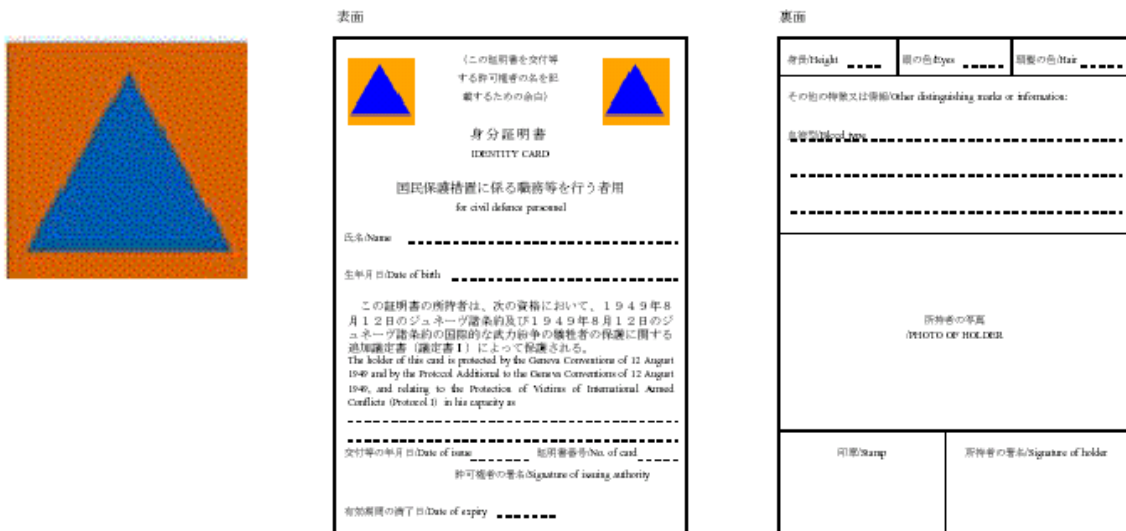 表面
(この証明書を交付等
する許可権者の名を記
載するための余白)
身分証明書
IDENTITY CARD
国民保護措置に係る職務等を行う者用
for civil defence personnel
氏名/Name
生年月日/Date of birth
この証明書の所持者は、次の資格において、1949年8
月12日のジュネーヴ諸条約及び1949年8月12日のジ
ュネーヴ諸条約の国際的な武力紛争の犠牲者の保護に関する
追加議定書(議定書Ⅰ)によって保護される。
The holder of this card is protected by the Geneva Conventions of 12 August
1949 and by the Protocol Additional to the Geneva Conventions of 12 August
1949, and relating to the Protection of Victims of International Armed
Conflicts (Protocol I) in his capacity as
交付等の年月日/Date of issue 証明書番号/No. of card
許可権者の署名/Signature of issuing authority
有効期間の満了日/Date of expiry
裏面
身長/Height 眼の色/Eyes 頭髪の色/Hair
その他の特徴又は情報/Other distinguishing marks or information:
血液型/Blood type
所持者の写真
/PHOTO OF HOLDER
印章/Stamp 所持者の署名/Signature of holder